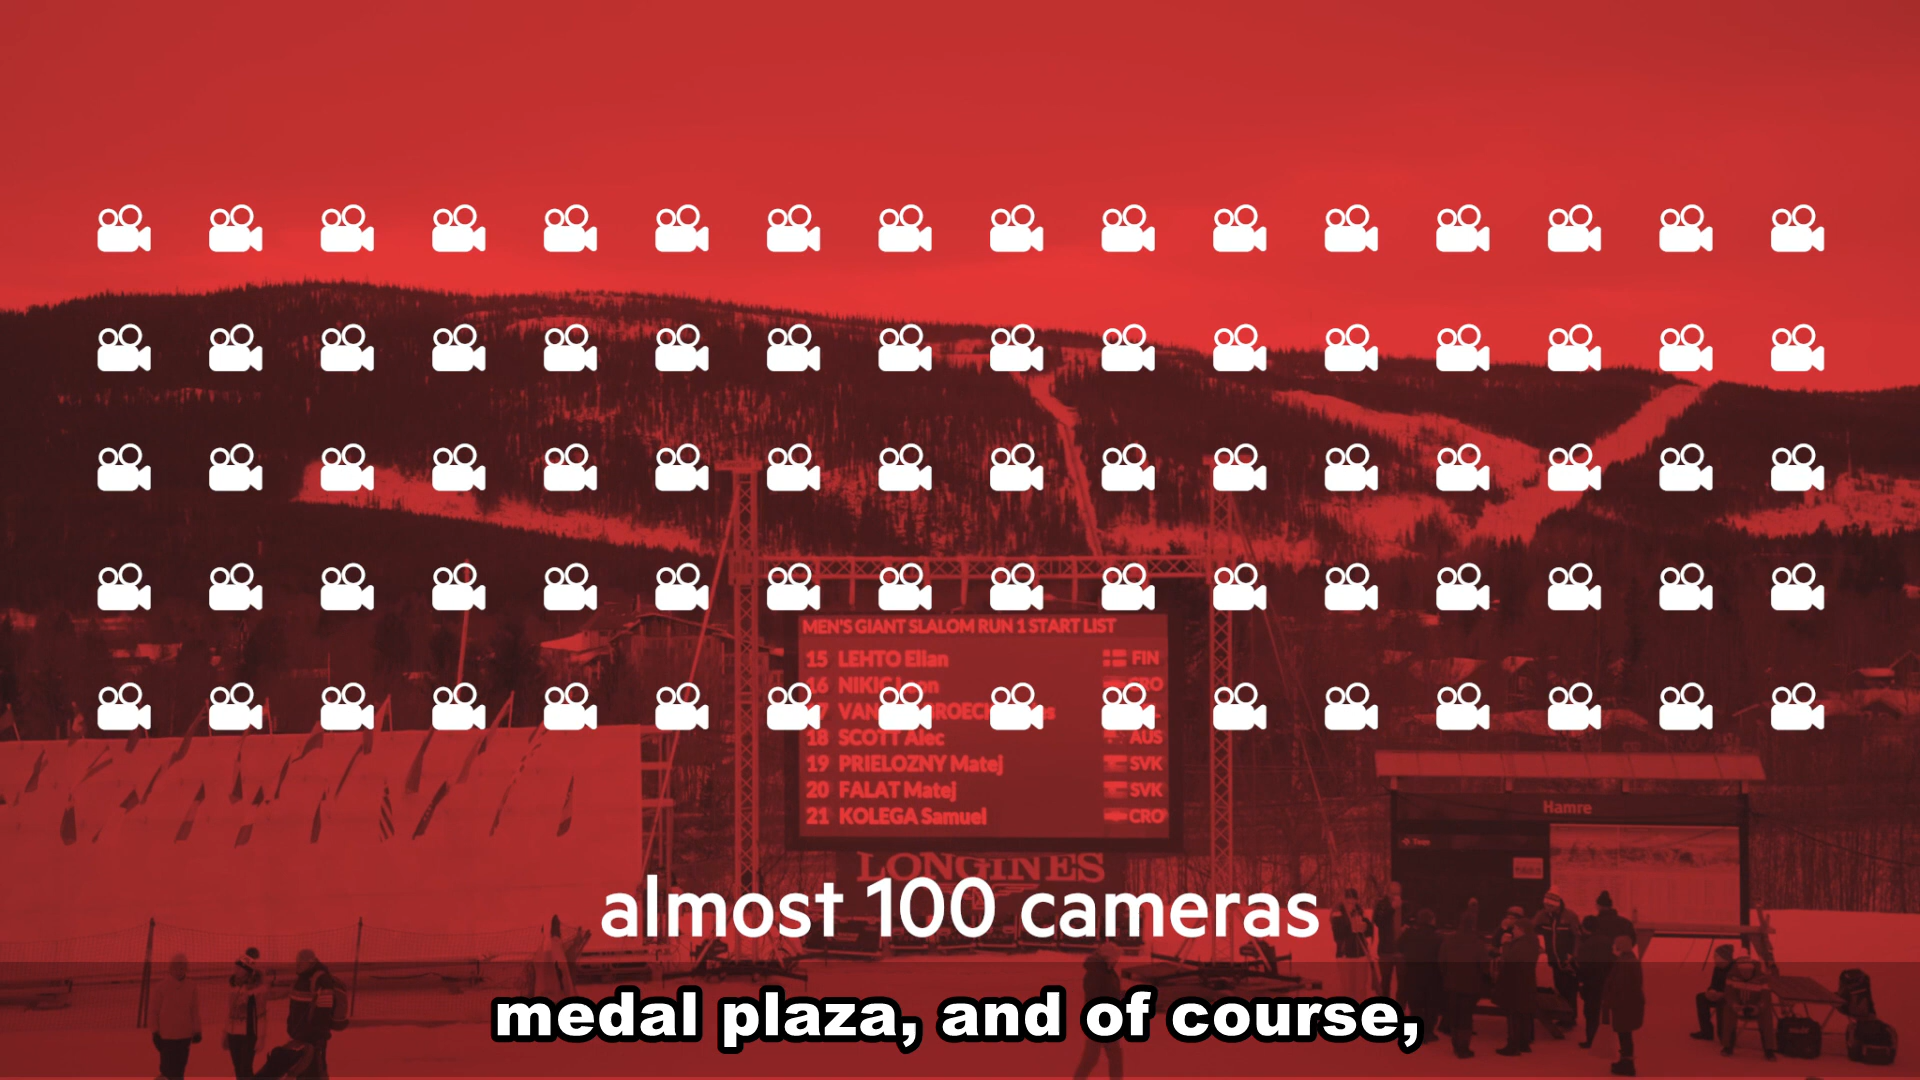 MEN'S GIANT SLALOM RUN 1 START LIST
15 LEHTO Elian FIN
16
18 SCOTT Alec AUS
19 PRIELOZNY Matej SVK
20 FALAT Matej SVK
21 KOLEGA Samuel CRO
Hamre
LONGINES
almost 100 cameras
medal plaza, and of course,